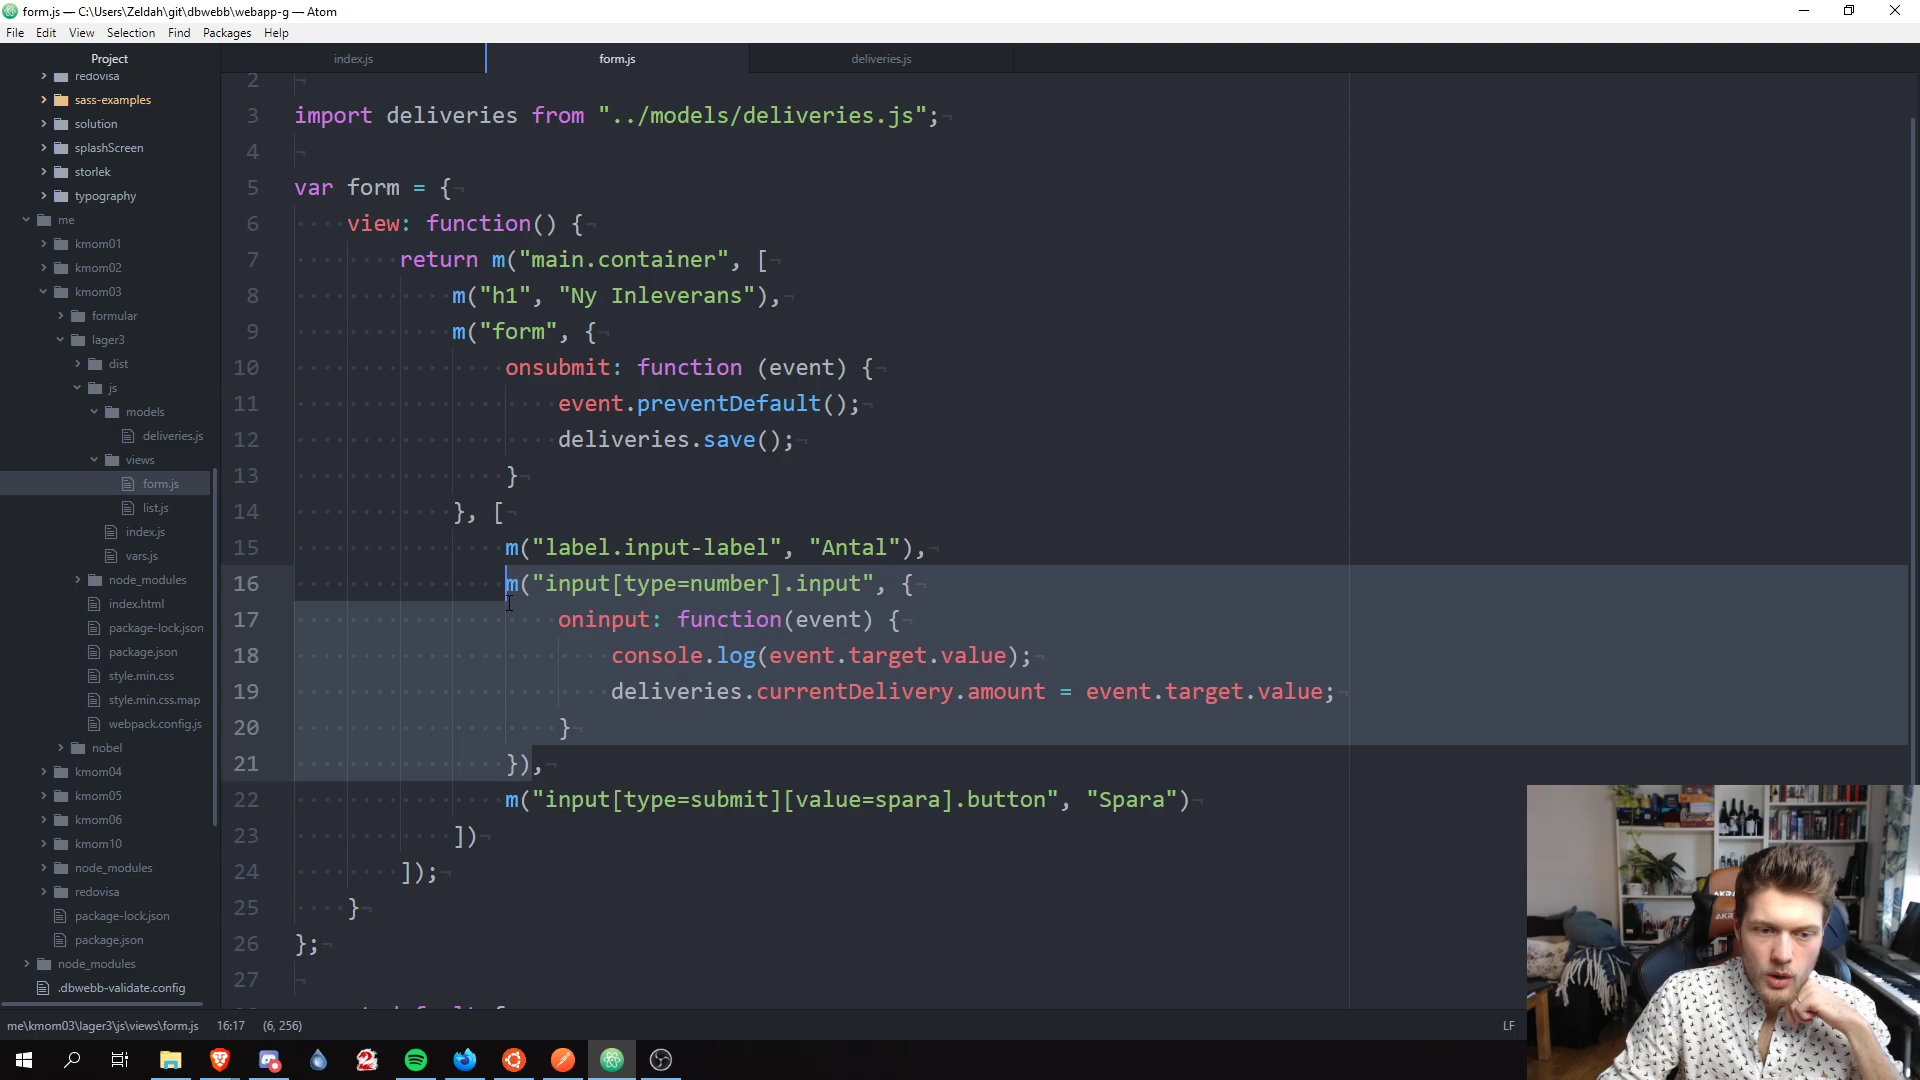 form.js — C:\Users\Zeldah\git\dbwebb\webapp-g — Atom
File Edit View Selection Find Packages Help
Project
redovisa
sass-examples
solution
splashScreen
storlek
typography
me
kmom01
kmom02
kmom03
formular
lager3
dist
js
models
deliveries.js
views
form.js
list.js
index.js
vars.js
node_modules
index.html
package-lock.json
package.json
style.min.css
style.min.css.map
webpack.config.js
nobel
kmom04
kmom05
kmom06
kmom10
node_modules
redovisa
package-lock.json
package.json
node_modules
.dbwebb-validate.config
index.js form.js deliveries.js
2
3 import deliveries from "../models/deliveries.js";
4
5 var form = {
6 view: function() {
7 return m("main.container", [
8 m("h1", "Ny Inleverans"),
9 m("form", {
10 onsubmit: function (event) {
11 event.preventDefault();
12 deliveries.save();
13 }
14 }, [
15 m("label.input-label", "Antal"),
16 m("input[type=number].input", {
17 oninput: function(event) {
18 console.log(event.target.value);
19 deliveries.currentDelivery.amount = event.target.value;
20 }
21 }),
22 m("input[type=submit][value=spara].button", "Spara")
23 ])
24 ]);
25 }
26 };
27
me\kmom03\lager3\js\views\form.js 16:17 (6, 256) LF